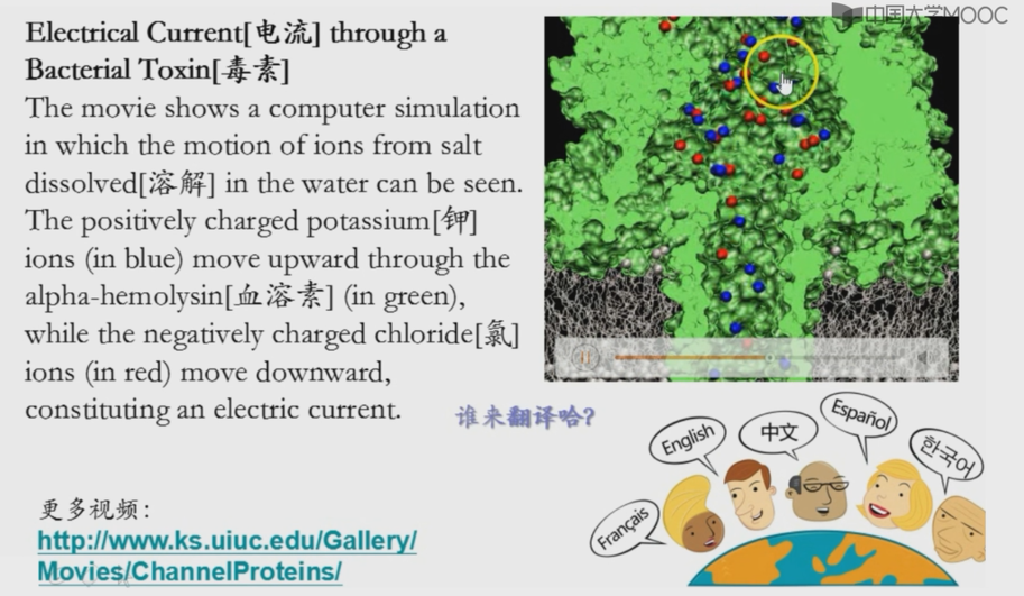 中国大学MOOC
Electrical Current[电流] through a
Bacterial Toxin[毒素]
The movie shows a computer simulation
in which the motion of ions from salt
dissolved[溶解] in the water can be seen.
The positively charged potassium[钾]
ions (in blue) move upward through the
alpha-hemolysin[血溶素] (in green),
while the negatively charged chloride[氯]
ions (in red) move downward,
constituting an electric current.
谁来翻译哈?
English
中文
Español
한국어
Français
更多视频：
http://www.ks.uiuc.edu/Gallery/
Movies/ChannelProteins/